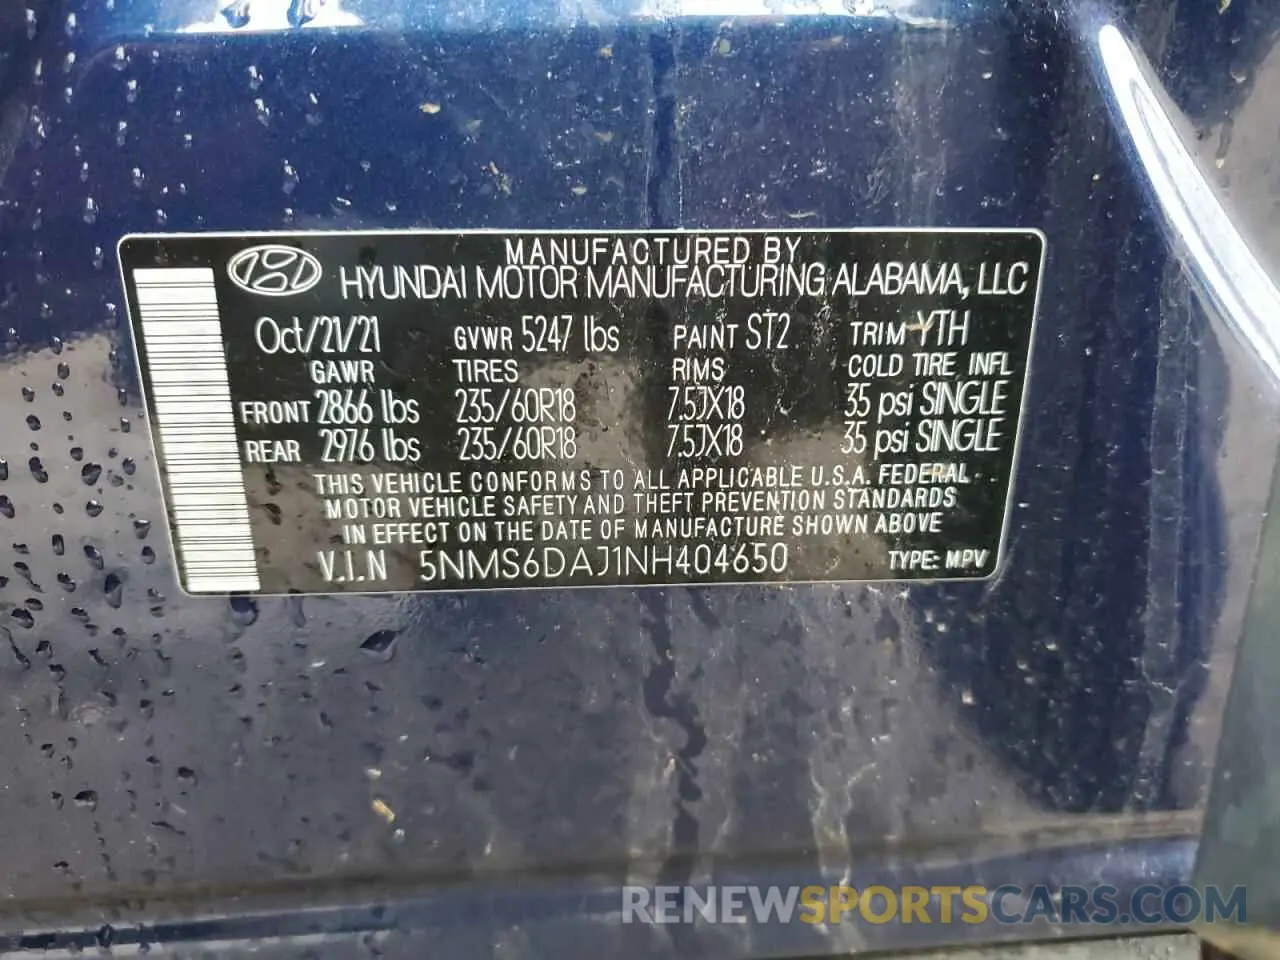 MANUFACTURED BY
HYUNDAI MOTOR MANUFACTURING ALABAMA, LLC
Oct/21/21 GVWR 5247 lbs PAINT ST2 TRIM YTH
GAWR TIRES RIMS COLD TIRE INFL
FRONT 2866 lbs 235/60R18 7.5JX18 35 psi SINGLE
REAR 2976 lbs 235/60R18 7.5JX18 35 psi SINGLE
THIS VEHICLE CONFORMS TO ALL APPLICABLE U.S.A. FEDERAL
MOTOR VEHICLE SAFETY AND THEFT PREVENTION STANDARDS
IN EFFECT ON THE DATE OF MANUFACTURE SHOWN ABOVE
V.I.N 5NMS6DAJ1NH404650 TYPE: MPV
RENEWSPORTSCARS.COM